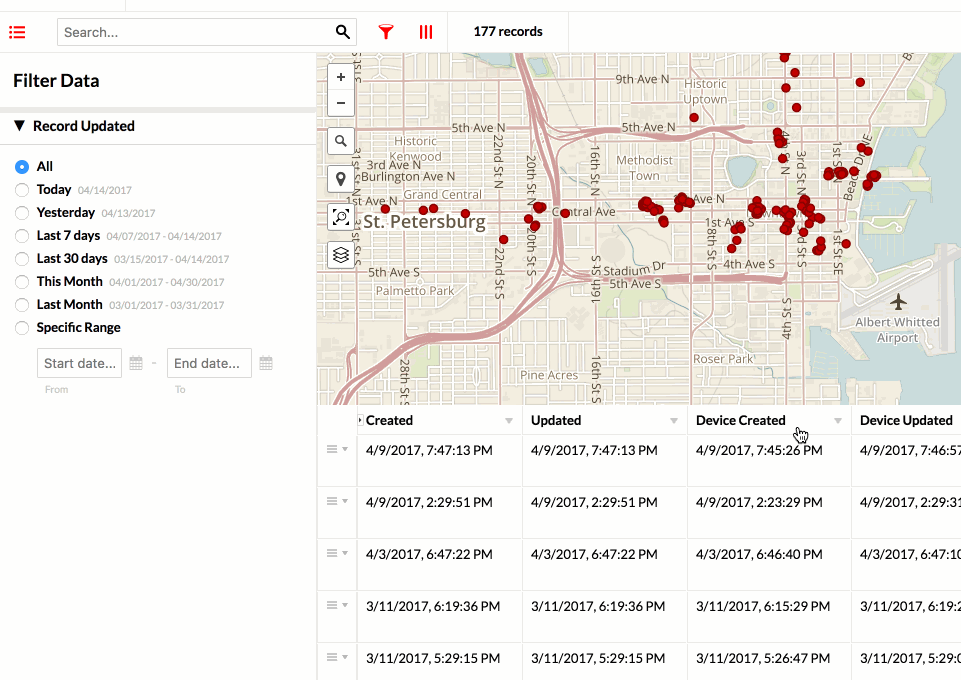 Search...
177 records
Filter Data
Record Updated
All
Today 04/14/2017
Yesterday 04/13/2017
Last 7 days 04/07/2017 - 04/14/2017
Last 30 days 03/15/2017 - 04/14/2017
This Month 04/01/2017 - 04/30/2017
Last Month 03/01/2017 - 03/31/2017
Specific Range
Start date...
-
End date...
From
To
+
−
9th Ave N
Historic
Uptown
5th Ave N
5th Ave N
Historic
Kenwood
3rd Ave N
Burlington Ave N
Grand Central
1st Ave N
St. Petersburg
Central Ave
Methodist
Town
Ave N
1st Ave S
4th Ave S
Stadium Dr
5th Ave S
5th Ave S
Palmetto Park
Pine Acres
Roser Park
Albert Whitted
Airport
22nd St N
20th St N
16th St N
4th St N
3rd St N
1st St N
22nd St S
20th St S
16th St S
16th St S
8th St S
3rd St S
1st St SE
4th St S
28th St S
Created
Updated
Device Created
Device Updated
4/9/2017, 7:47:13 PM
4/9/2017, 7:47:13 PM
4/9/2017, 7:45:26 PM
4/9/2017, 7:46:57
4/9/2017, 2:29:51 PM
4/9/2017, 2:29:51 PM
4/9/2017, 2:23:29 PM
4/9/2017, 2:29:31
4/3/2017, 6:47:22 PM
4/3/2017, 6:47:22 PM
4/3/2017, 6:46:40 PM
4/3/2017, 6:47:10
3/11/2017, 6:19:36 PM
3/11/2017, 6:19:36 PM
3/11/2017, 6:15:29 PM
3/11/2017, 6:19:2
3/11/2017, 5:29:15 PM
3/11/2017, 5:29:15 PM
3/11/2017, 5:26:47 PM
3/11/2017, 5:29:0